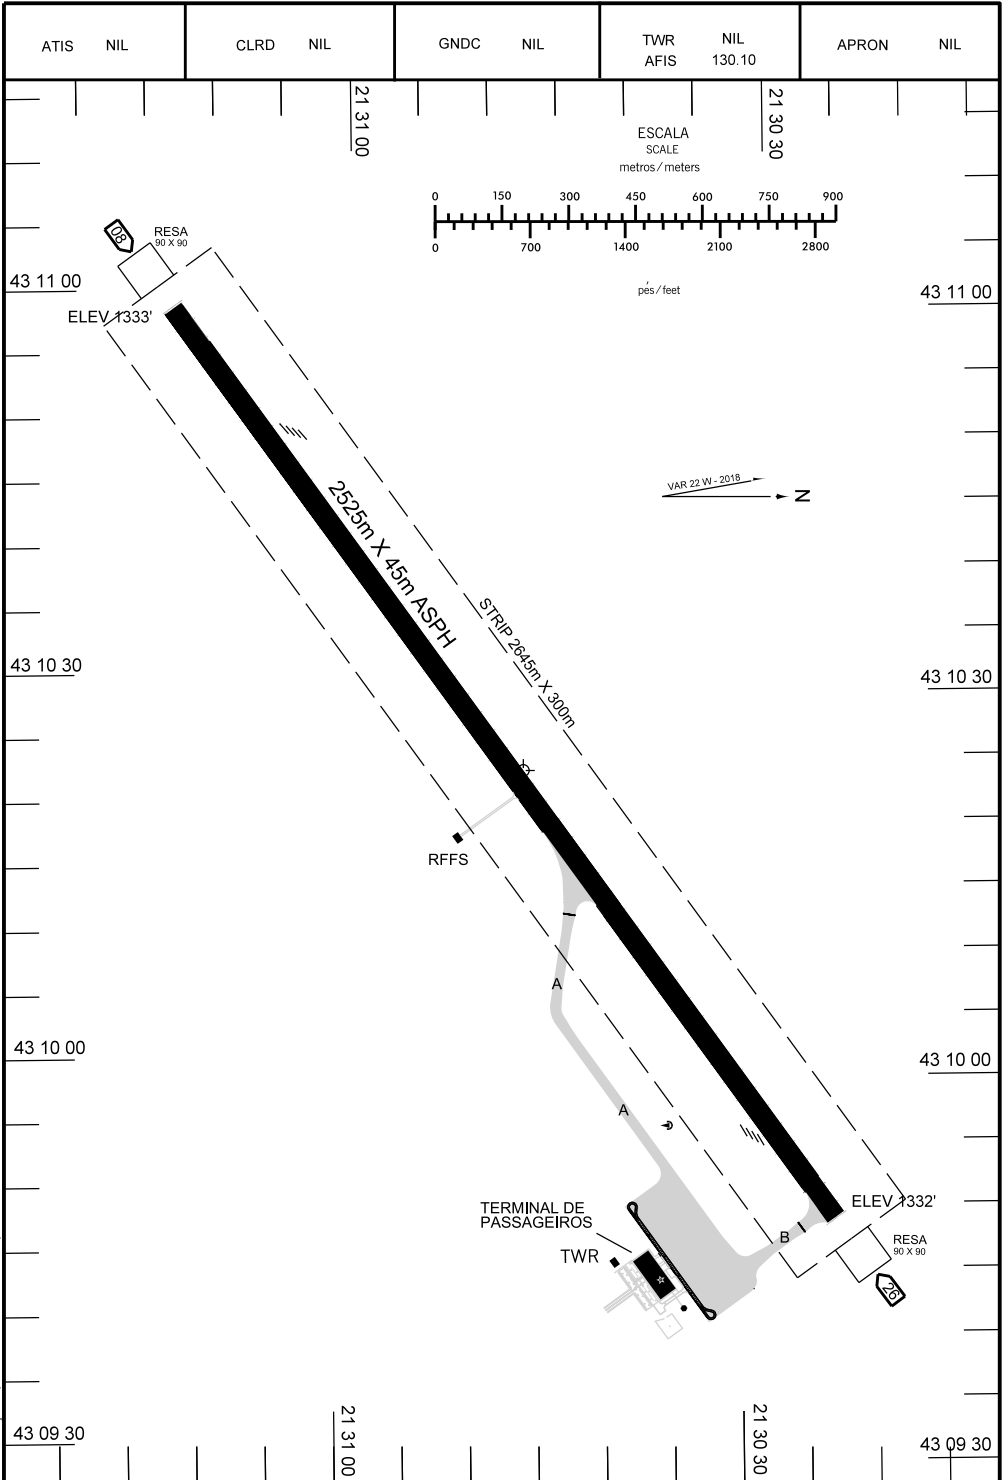 ATIS NIL
CLRD NIL
GNDC NIL
TWR NIL
AFIS 130.10
APRON NIL
21 31 00
21 30 30
ESCALA
SCALE
metros / meters
0 150 300 450 600 750 900
0 700 1400 2100 2800
pés / feet
08
RESA
90 X 90
43 11 00
43 11 00
ELEV 1333'
VAR 22 W - 2018
N
2525m X 45m ASPH
STRIP 2645m X 300m
43 10 30
43 10 30
RFFS
A
43 10 00
43 10 00
A
ELEV 1332'
TERMINAL DE
PASSAGEIROS
B
RESA
90 X 90
TWR
26
43 09 30
43 09 30
21 31 00
21 30 30